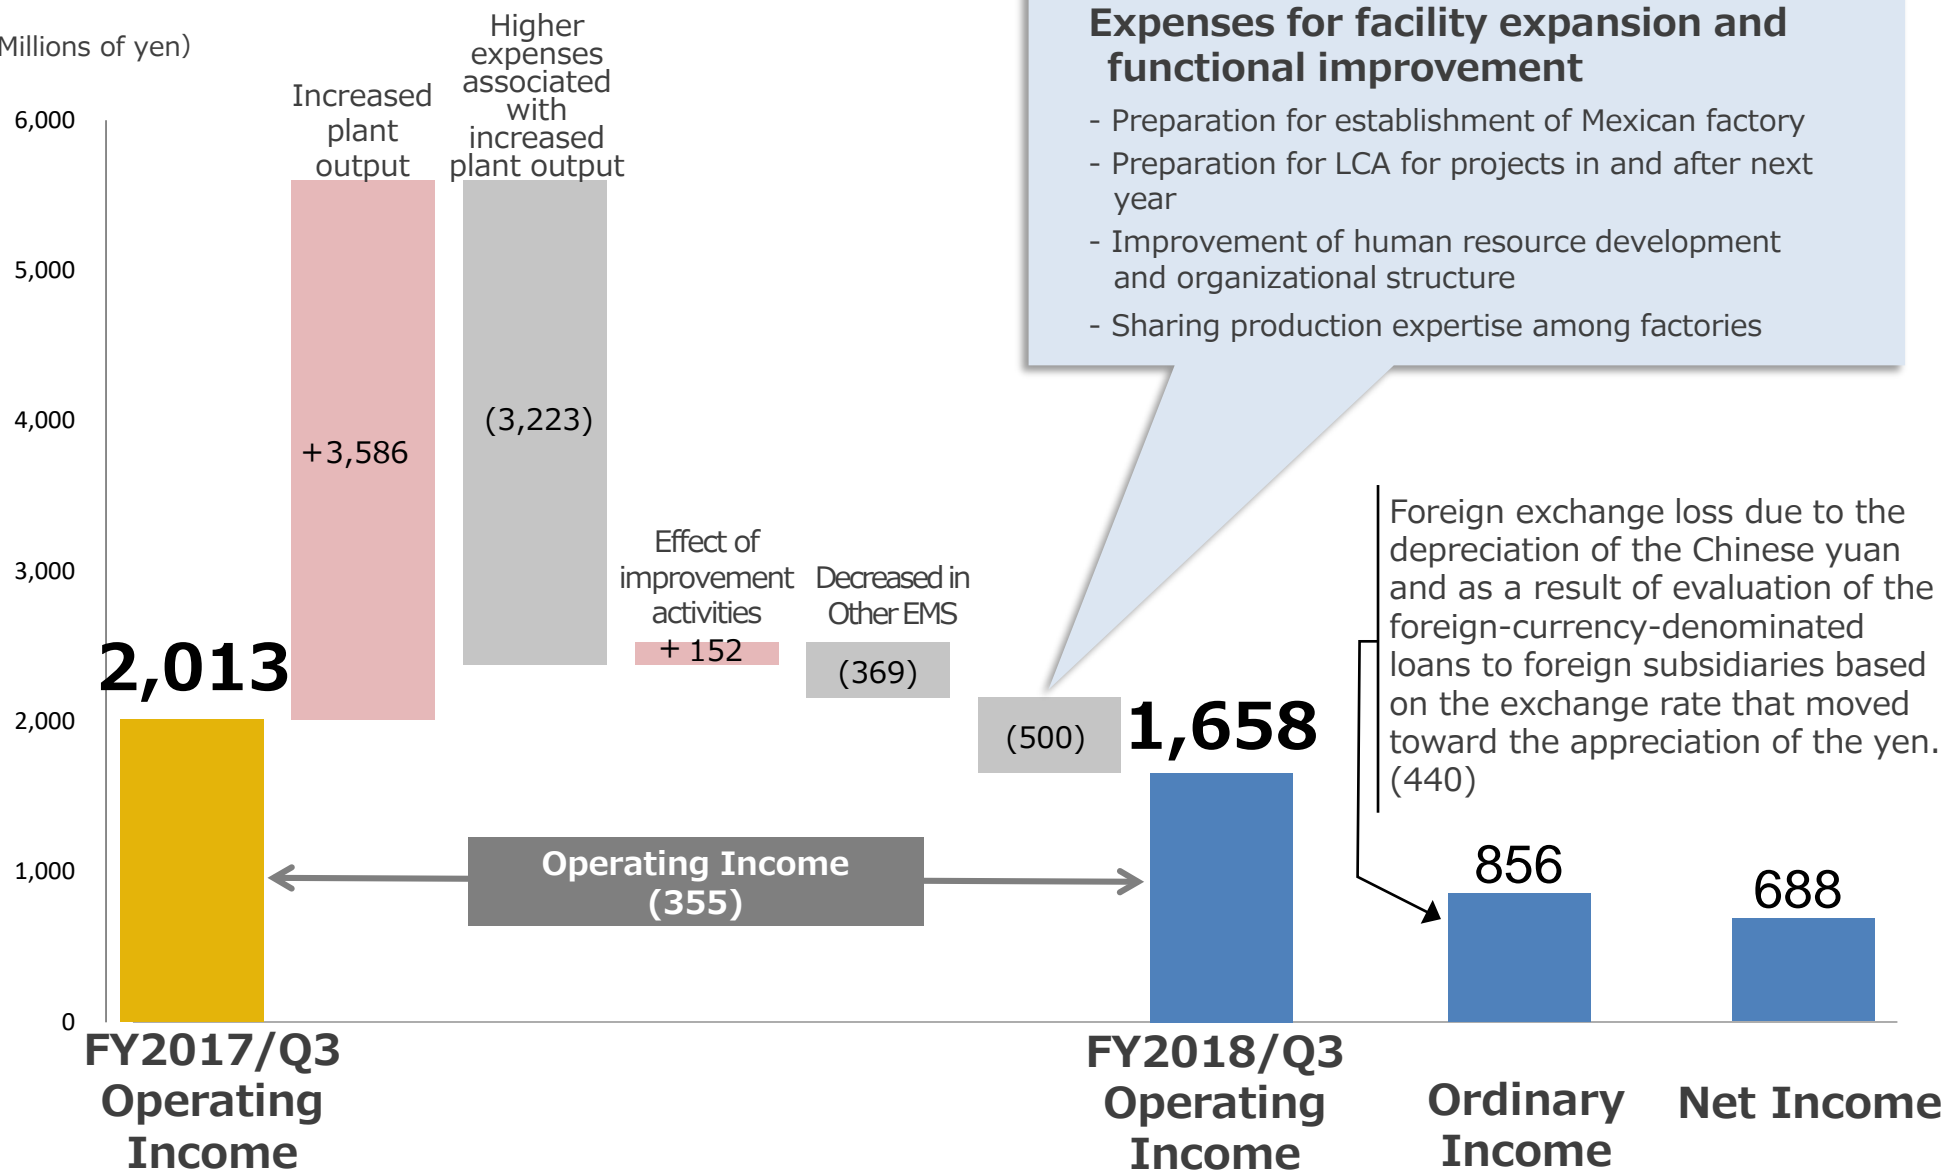 Millions of yen）
6,000
5,000
4,000
3,000
2,000
1,000
0
Increased
plant
output
+3,586
Higher
expenses
associated
with
increased
plant output
(3,223)
Effect of
improvement
activities
+ 152
Decreased in
Other EMS
(369)
(500)
Expenses for facility expansion and
functional improvement
- Preparation for establishment of Mexican factory
- Preparation for LCA for projects in and after next
year
- Improvement of human resource development
and organizational structure
- Sharing production expertise among factories
2,013
1,658
Foreign exchange loss due to the
depreciation of the Chinese yuan
and as a result of evaluation of the
foreign-currency-denominated
loans to foreign subsidiaries based
on the exchange rate that moved
toward the appreciation of the yen.
(440)
Operating Income
(355)
856
688
FY2017/Q3
Operating
Income
FY2018/Q3
Operating
Income
Ordinary
Income
Net Income